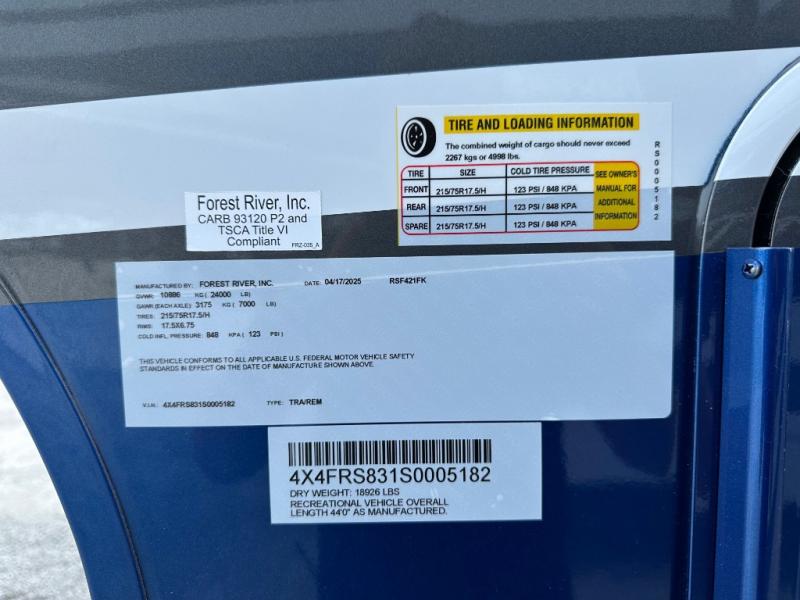 TIRE AND LOADING INFORMATION
The combined weight of cargo should never exceed
2267 kgs or 4998 lbs.
TIRE SIZE COLD TIRE PRESSURE
FRONT 215/75R17.5/H 123 PSI / 848 KPA
REAR 215/75R17.5/H 123 PSI / 848 KPA
SPARE 215/75R17.5/H 123 PSI / 848 KPA
SEE OWNER'S
MANUAL FOR
ADDITIONAL
INFORMATION
RS0005182
Forest River, Inc.
CARB 93120 P2 and
TSCA Title VI
Compliant
FRZ-035_A
MANUFACTURED BY: FOREST RIVER, INC. DATE: 04/17/2025 RSF421FK
GVWR: 10886 KG ( 24000 LB)
GAWR (EACH AXLE): 3175 KG ( 7000 LB)
TIRES: 215/75R17.5/H
RIMS: 17.5X6.75
COLD INFL. PRESSURE: 848 KPA ( 123 PSI )
THIS VEHICLE CONFORMS TO ALL APPLICABLE U.S. FEDERAL MOTOR VEHICLE SAFETY
STANDARDS IN EFFECT ON THE DATE OF MANUFACTURE SHOWN ABOVE.
V.I.N.: 4X4FRS831S0005182 TYPE: TRA/REM
4X4FRS831S0005182
DRY WEIGHT: 18926 LBS
RECREATIONAL VEHICLE OVERALL
LENGTH 44'0" AS MANUFACTURED.